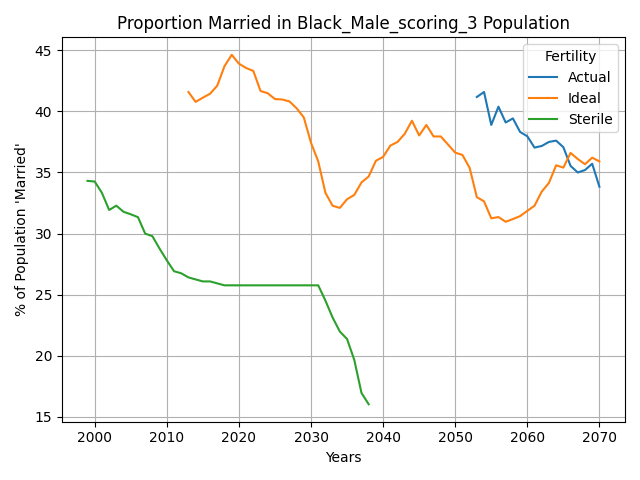 Proportion Married in Black_Male_scoring_3 Population
Fertility
Actual
Ideal
Sterile
% of Population 'Married'
45
40
35
30
25
20
15
2000 2010 2020 2030 2040 2050 2060 2070
Years